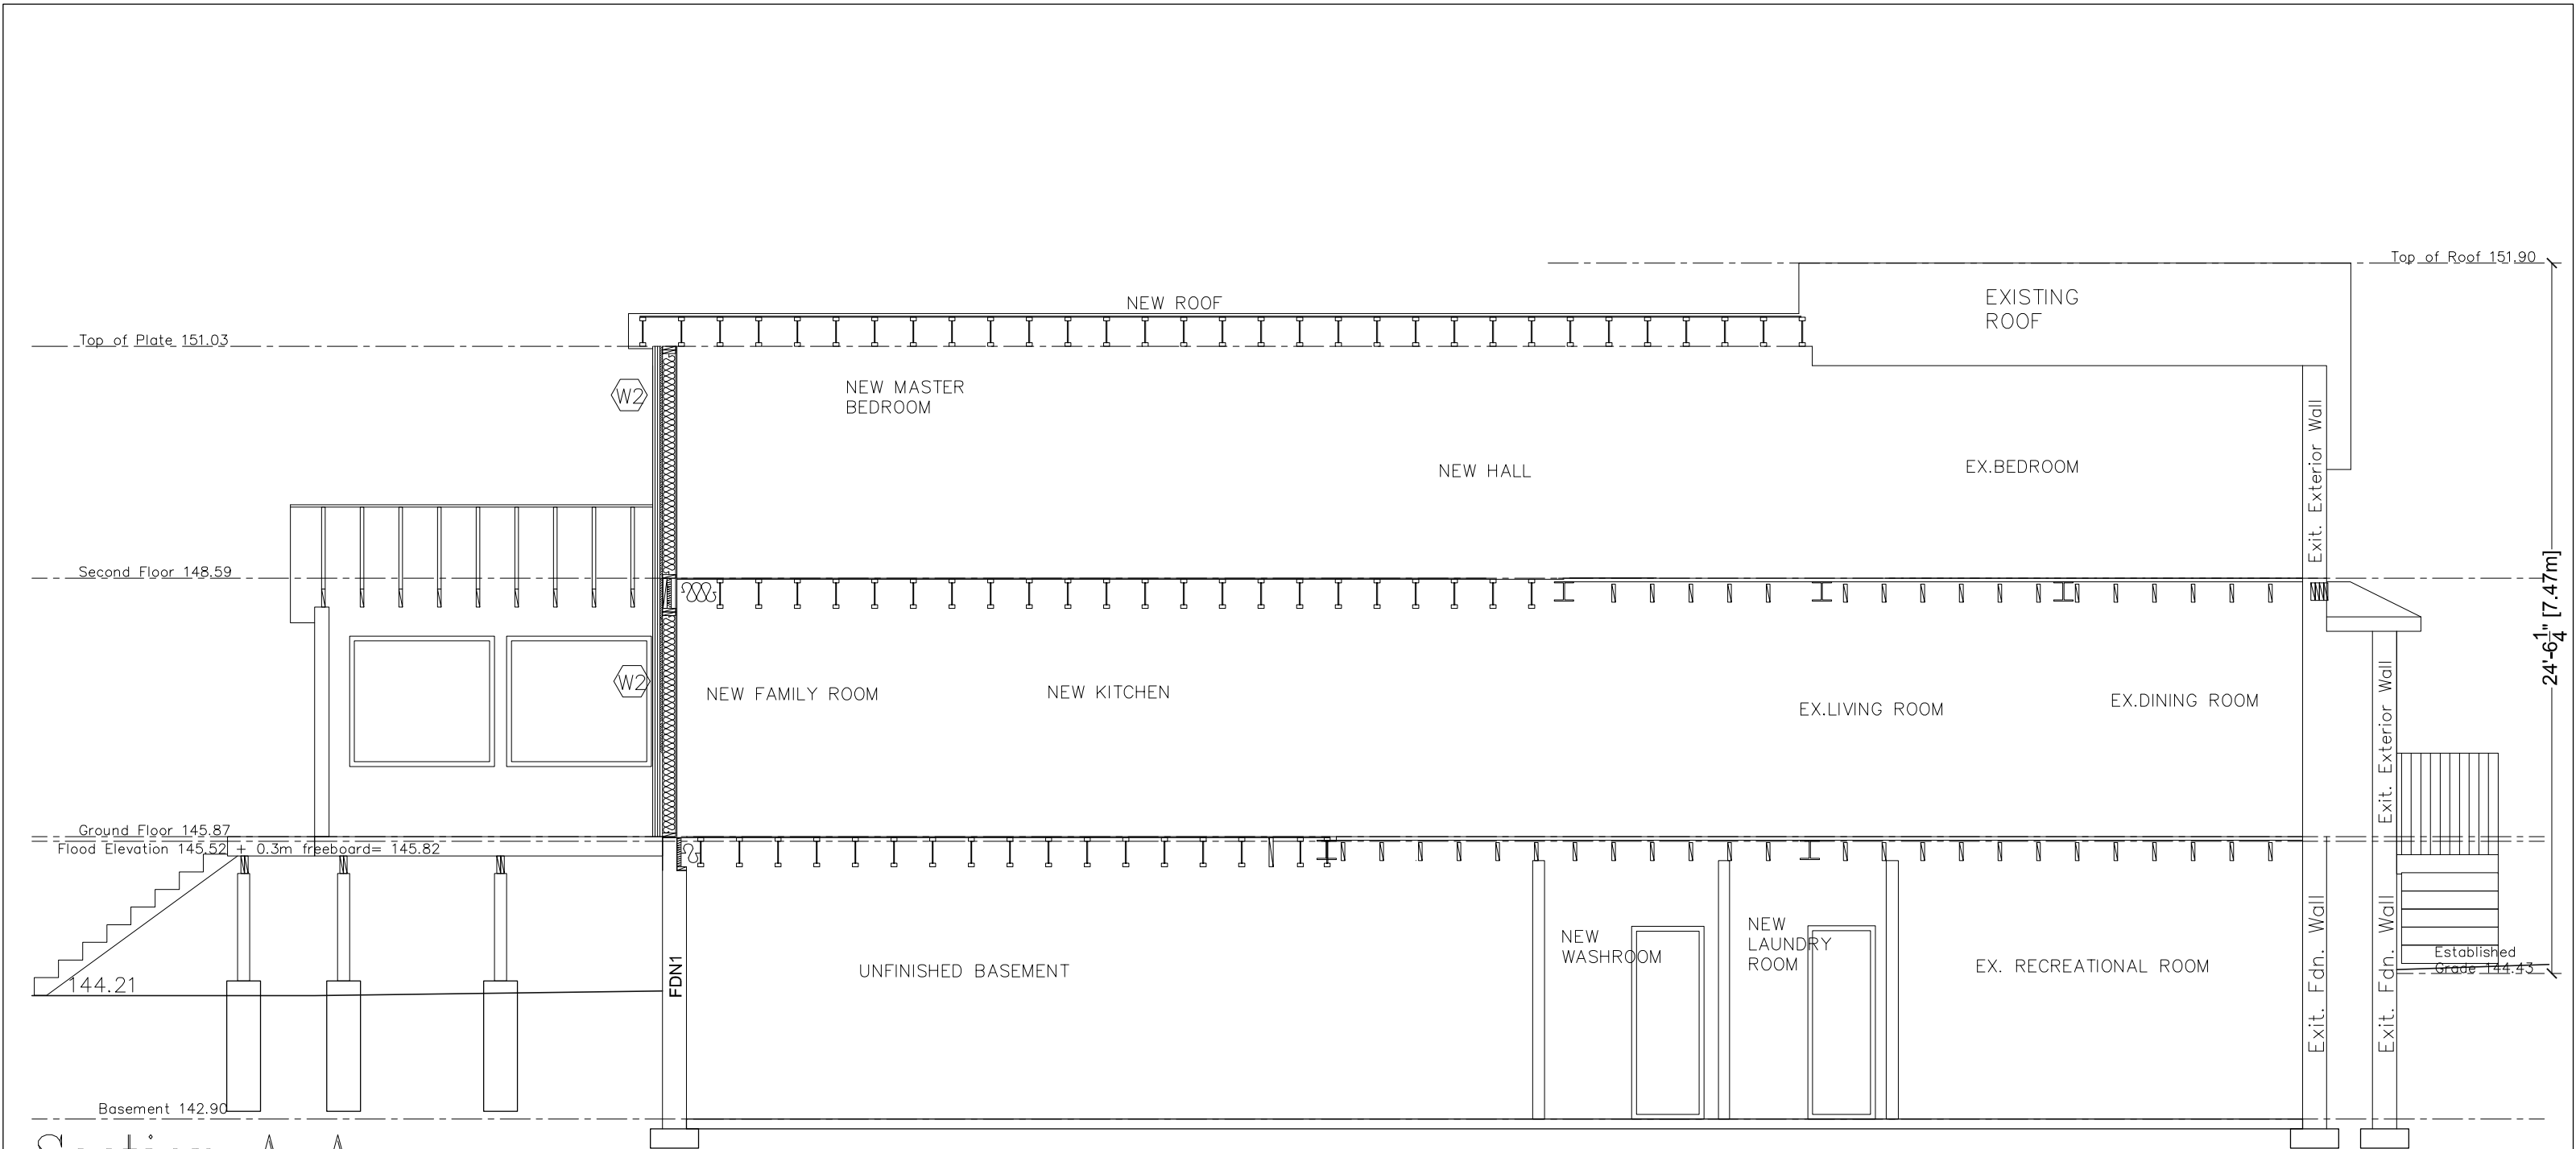 Top of Roof 151.90
NEW ROOF
EXISTING
ROOF
Top of Plate 151.03
W2
NEW MASTER
BEDROOM
NEW HALL
EX.BEDROOM
Exit. Exterior Wall
Second Floor 148.59
24'-6 1/4" [7.47m]
W2
NEW FAMILY ROOM
NEW KITCHEN
EX.LIVING ROOM
EX.DINING ROOM
Exit. Exterior Wall
Ground Floor 145.87
Flood Elevation 145.52 + 0.3m freeboard= 145.82
144.21
FDN1
UNFINISHED BASEMENT
NEW
WASHROOM
NEW
LAUNDRY
ROOM
EX. RECREATIONAL ROOM
Exit. Fdn. Wall
Exit. Fdn. Wall
Established
Grade 144.43
Basement 142.90
Section A-A